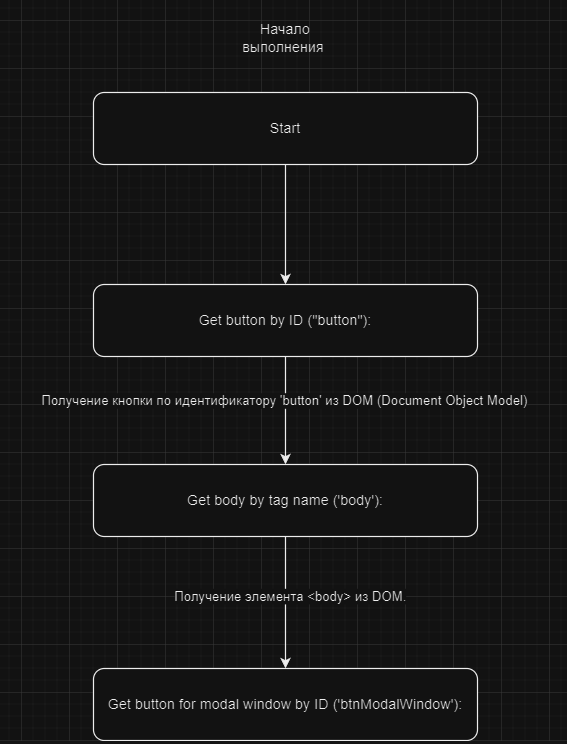 Начало
выполнения
Start
Get button by ID ("button"):
Получение кнопки по идентификатору 'button' из DOM (Document Object Model)
Get body by tag name ('body'):
Получение элемента <body> из DOM.
Get button for modal window by ID ('btnModalWindow'):